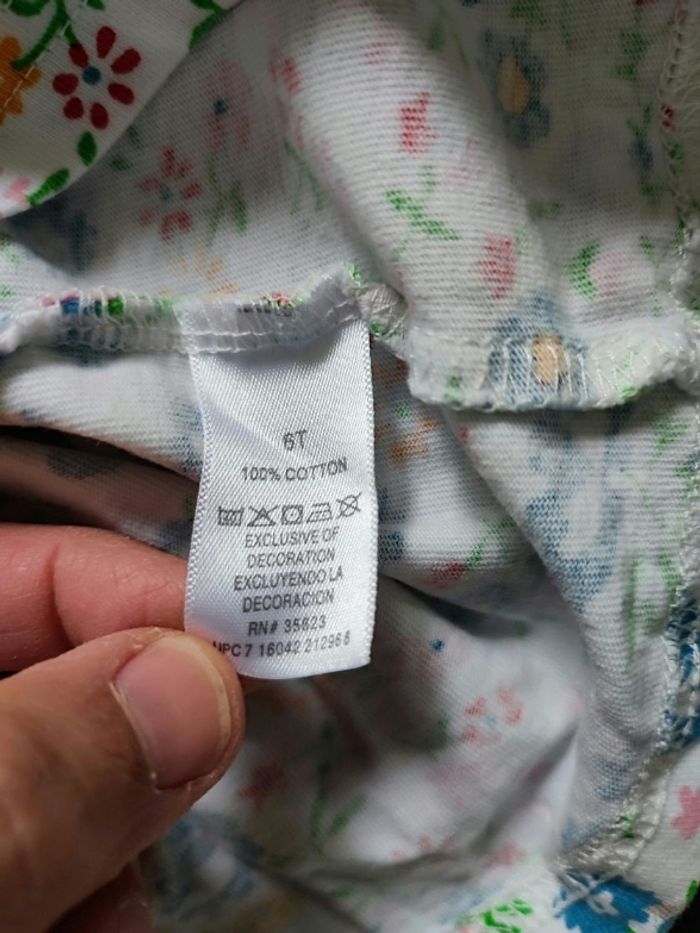 6T
100% COTTON
EXCLUSIVE OF
DECORATION
EXCLUYENDO LA
DECORACION
RN# 35623
UPC 7 16042 21296 6